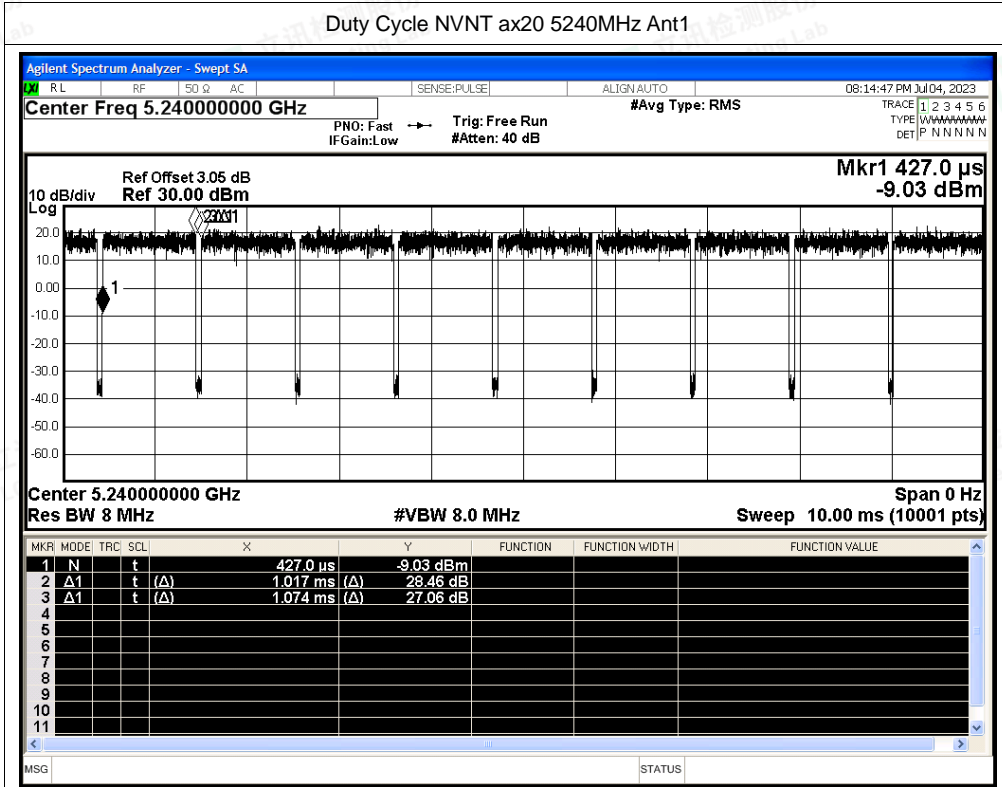 Duty Cycle NVNT ax20 5240MHz Ant1
Agilent Spectrum Analyzer - Swept SA
LXI RL RF 50 Ω AC SENSE:PULSE ALIGN AUTO 08:14:47 PM Jul 04, 2023
Center Freq 5.240000000 GHz #Avg Type: RMS TRACE 1 2 3 4 5 6
PNO: Fast Trig: Free Run TYPE
IFGain:Low #Atten: 40 dB DET P N N N N N
Mkr1 427.0 µs
Ref Offset 3.05 dB
10 dB/div Ref 30.00 dBm -9.03 dBm
Log
20.0
10.0
0.00
1
-10.0
-20.0
-30.0
-40.0
-50.0
-60.0
Center 5.240000000 GHz Span 0 Hz
Res BW 8 MHz #VBW 8.0 MHz Sweep 10.00 ms (10001 pts)
MKR MODE TRC SCL X Y FUNCTION FUNCTION WIDTH FUNCTION VALUE
1 N t 427.0 µs -9.03 dBm
2 Δ1 t (Δ) 1.017 ms (Δ) 28.46 dB
3 Δ1 t (Δ) 1.074 ms (Δ) 27.06 dB
4
5
6
7
8
9
10
11
MSG STATUS